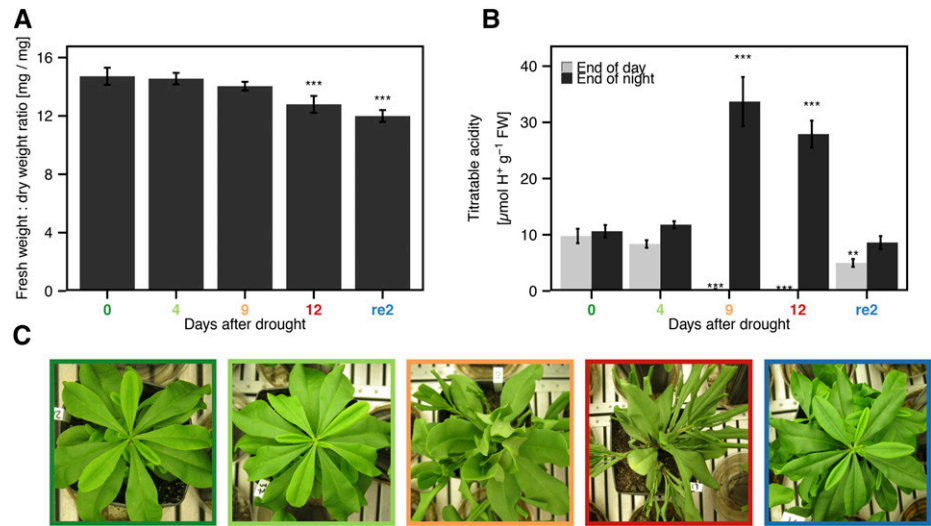 A
Fresh weight : dry weight ratio [mg / mg]
16
12
8
4
0
***
***
0
4
9
12
re2
Days after drought
B
Titratable acidity
[µmol H⁺ g⁻¹ FW]
40
30
20
10
0
End of day
End of night
***
***
***
***
**
0
4
9
12
re2
Days after drought
C